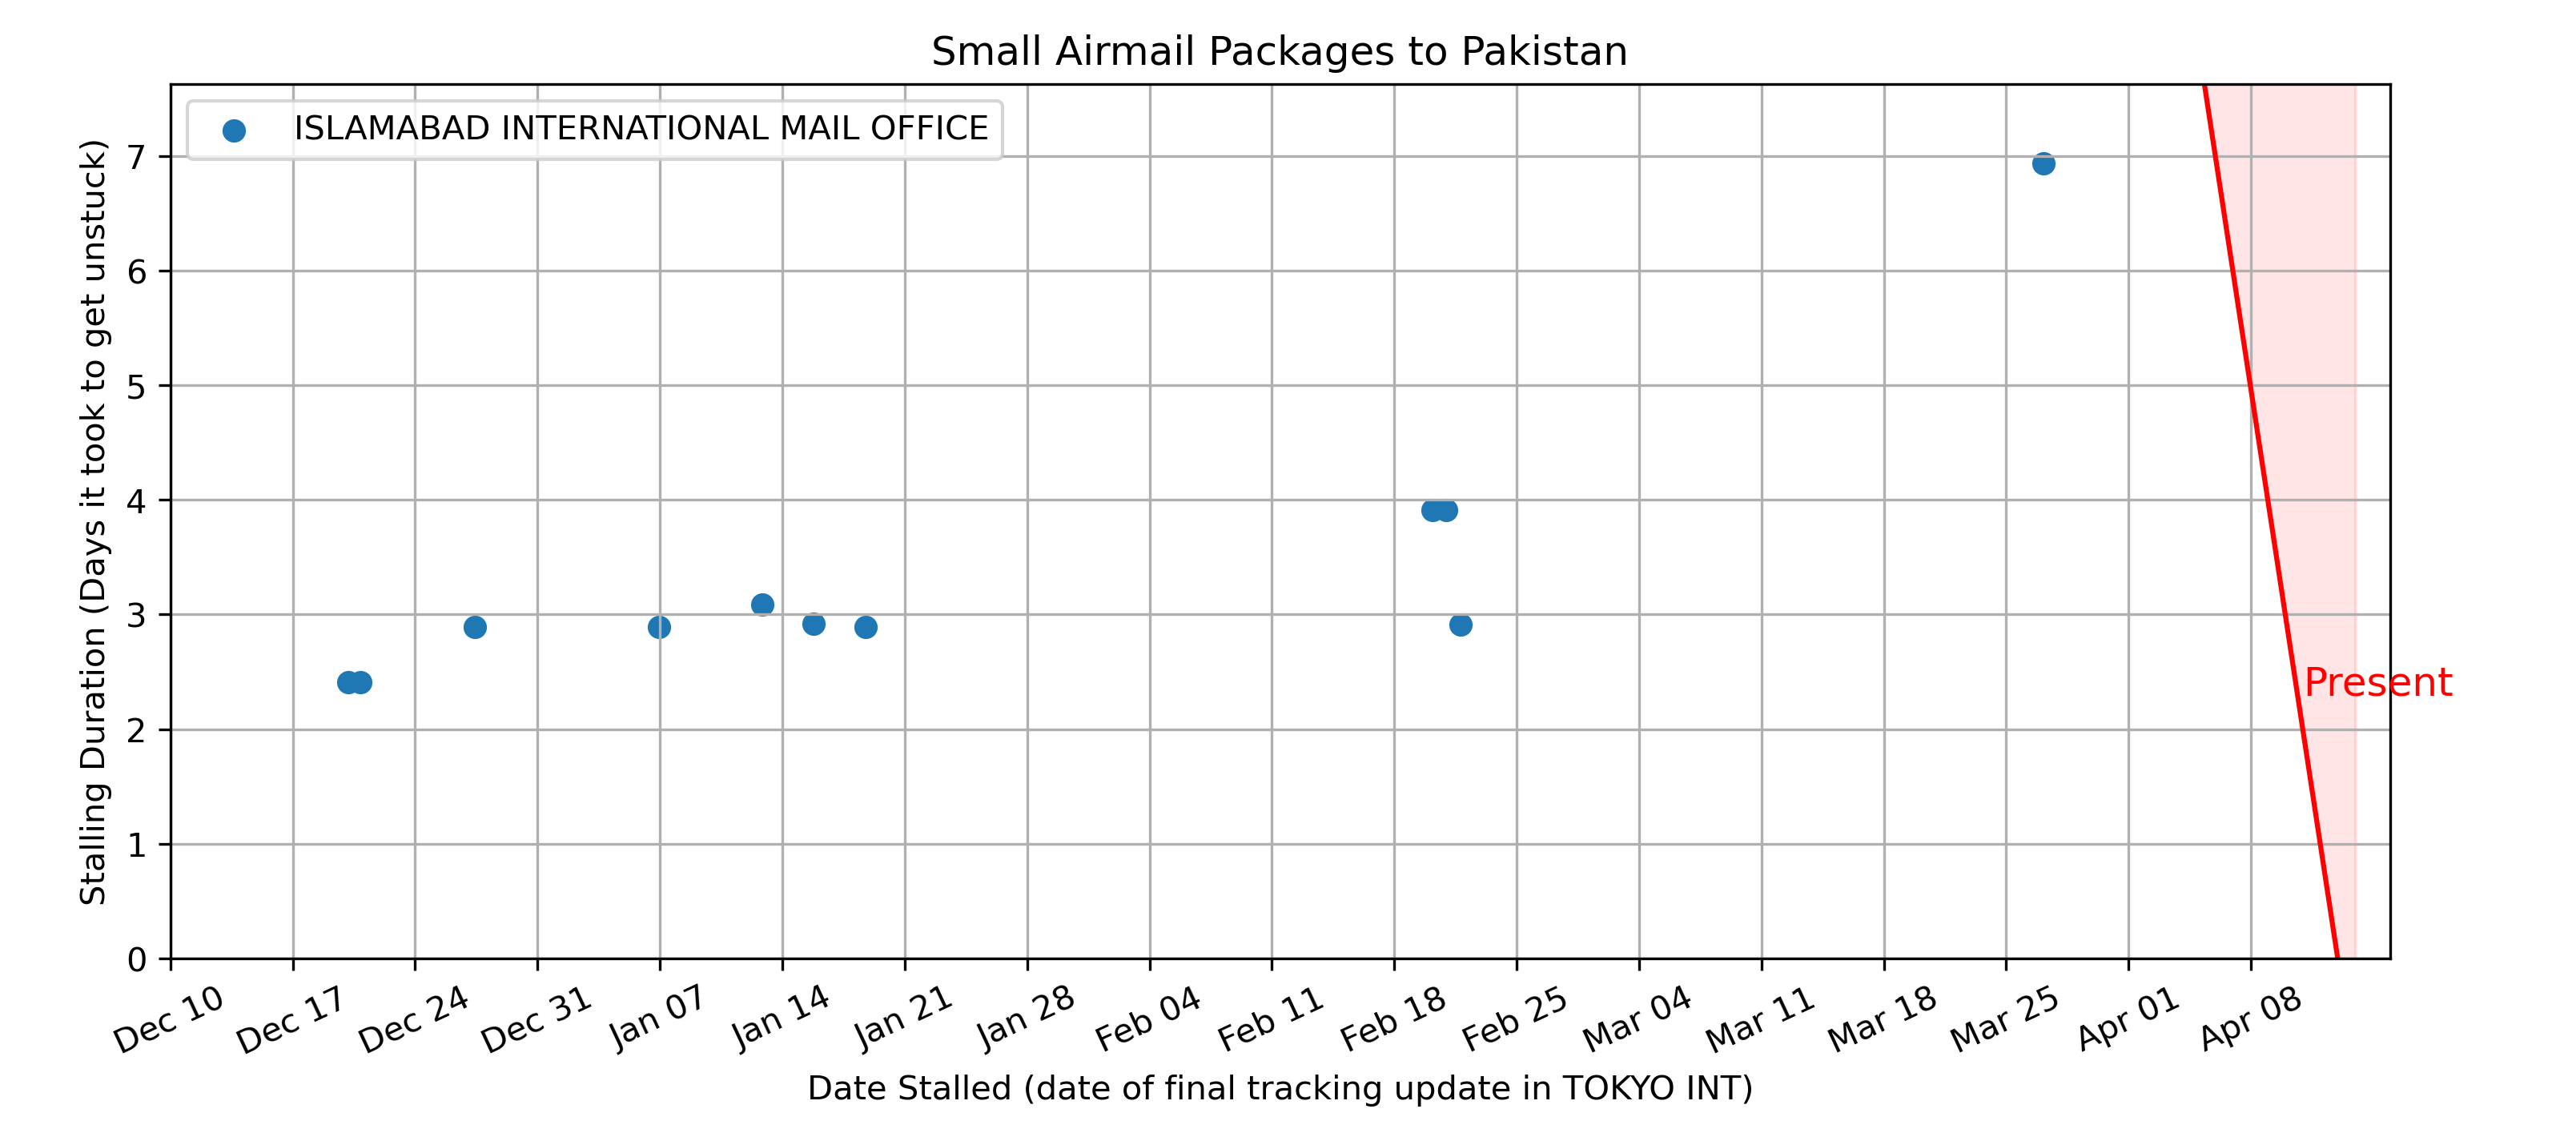 Small Airmail Packages to Pakistan
ISLAMABAD INTERNATIONAL MAIL OFFICE
Stalling Duration (Days it took to get unstuck)
7
6
5
4
3
2
1
0
Present
Dec 10 Dec 17 Dec 24 Dec 31 Jan 07 Jan 14 Jan 21 Jan 28 Feb 04 Feb 11 Feb 18 Feb 25 Mar 04 Mar 11 Mar 18 Mar 25 Apr 01 Apr 08
Date Stalled (date of final tracking update in TOKYO INT)